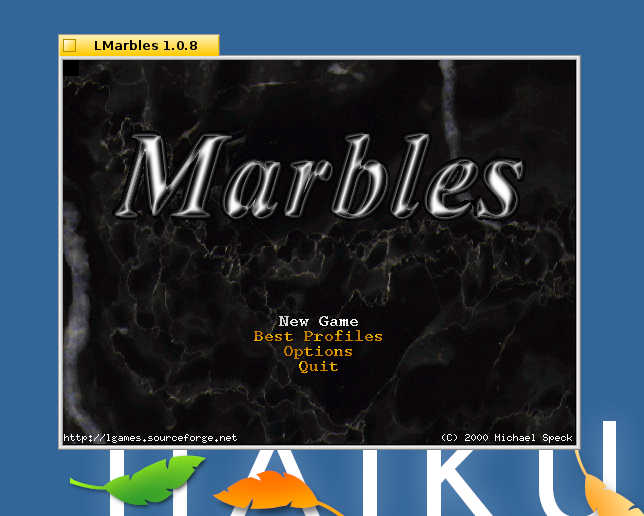 LMarbles 1.0.8
Marbles
New Game
Best Profiles
Options
Quit
http://lgames.sourceforge.net
(C) 2000 Michael Speck
HAIKU